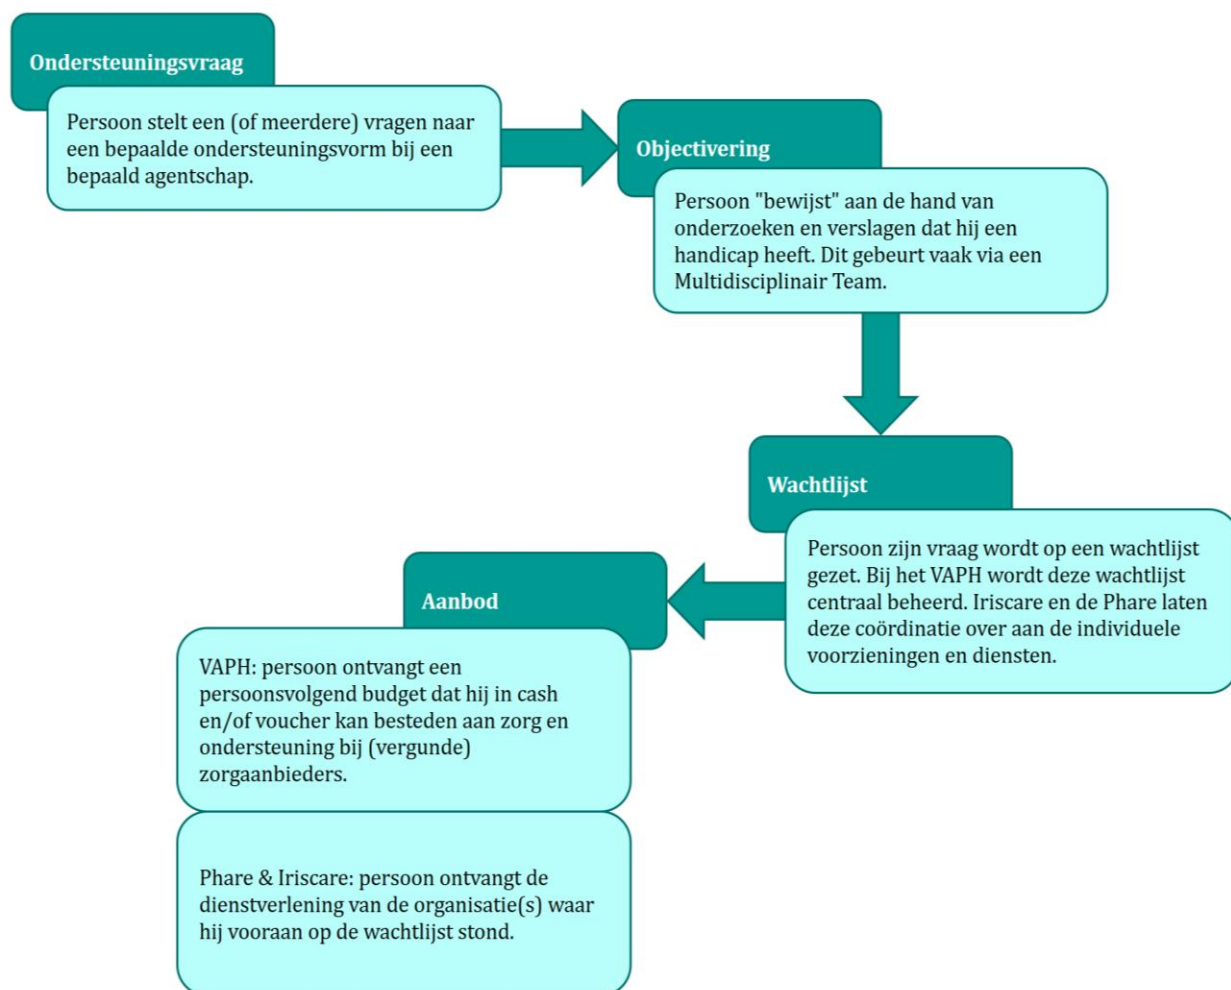 Ondersteuningsvraag
Persoon stelt een (of meerdere) vragen naar
een bepaalde ondersteuningsvorm bij een
bepaald agentschap.
Objectivering
Persoon "bewijst" aan de hand van
onderzoeken en verslagen dat hij een
handicap heeft. Dit gebeurt vaak via een
Multidisciplinair Team.
Wachtlijst
Persoon zijn vraag wordt op een wachtlijst
gezet. Bij het VAPH wordt deze wachtlijst
centraal beheerd. Iriscare en de Phare laten
deze coördinatie over aan de individuele
voorzieningen en diensten.
Aanbod
VAPH: persoon ontvangt een
persoonsvolgend budget dat hij in cash
en/of voucher kan besteden aan zorg en
ondersteuning bij (vergunde)
zorgaanbieders.
Phare & Iriscare: persoon ontvangt de
dienstverlening van de organisatie(s) waar
hij vooraan op de wachtlijst stond.